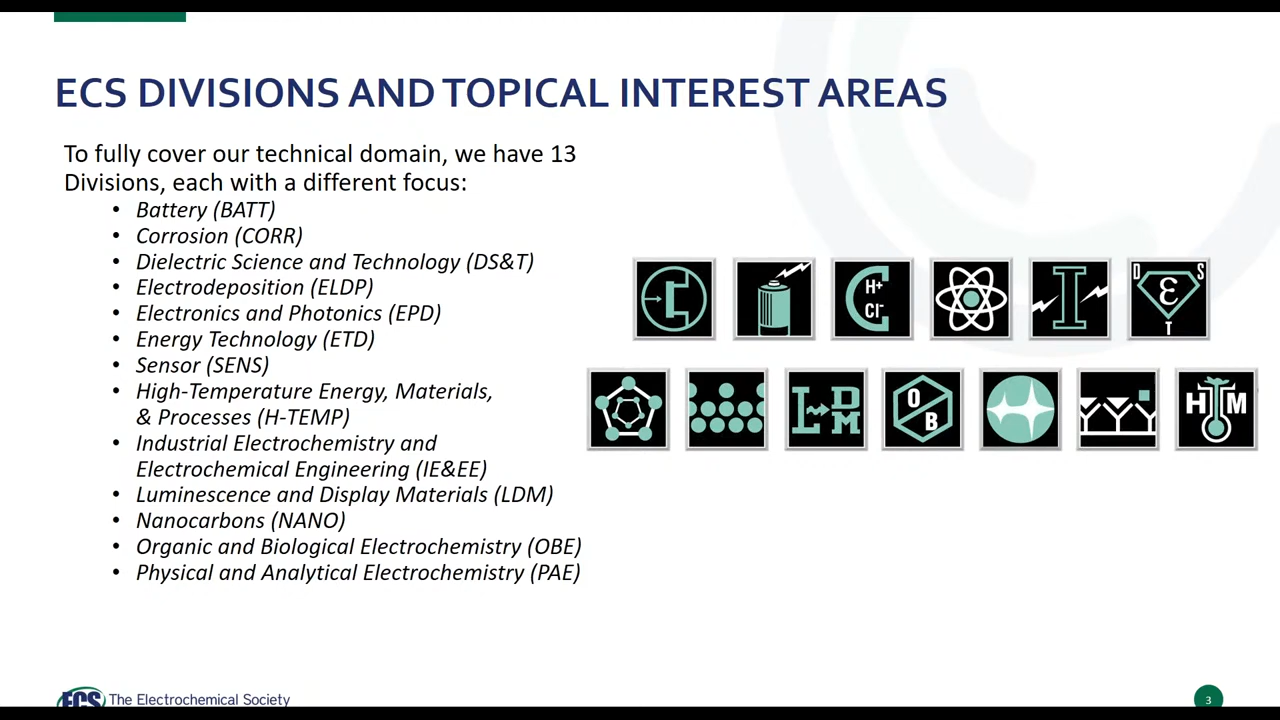 ECS DIVISIONS AND TOPICAL INTEREST AREAS
To fully cover our technical domain, we have 13
Divisions, each with a different focus:
• Battery (BATT)
• Corrosion (CORR)
• Dielectric Science and Technology (DS&T)
• Electrodeposition (ELDP)
• Electronics and Photonics (EPD)
• Energy Technology (ETD)
• Sensor (SENS)
• High-Temperature Energy, Materials,
& Processes (H-TEMP)
• Industrial Electrochemistry and
Electrochemical Engineering (IE&EE)
• Luminescence and Display Materials (LDM)
• Nanocarbons (NANO)
• Organic and Biological Electrochemistry (OBE)
• Physical and Analytical Electrochemistry (PAE)
C H+ Cl-
I
D S ε T
L D M
O B
H T M
ECS The Electrochemical Society
3